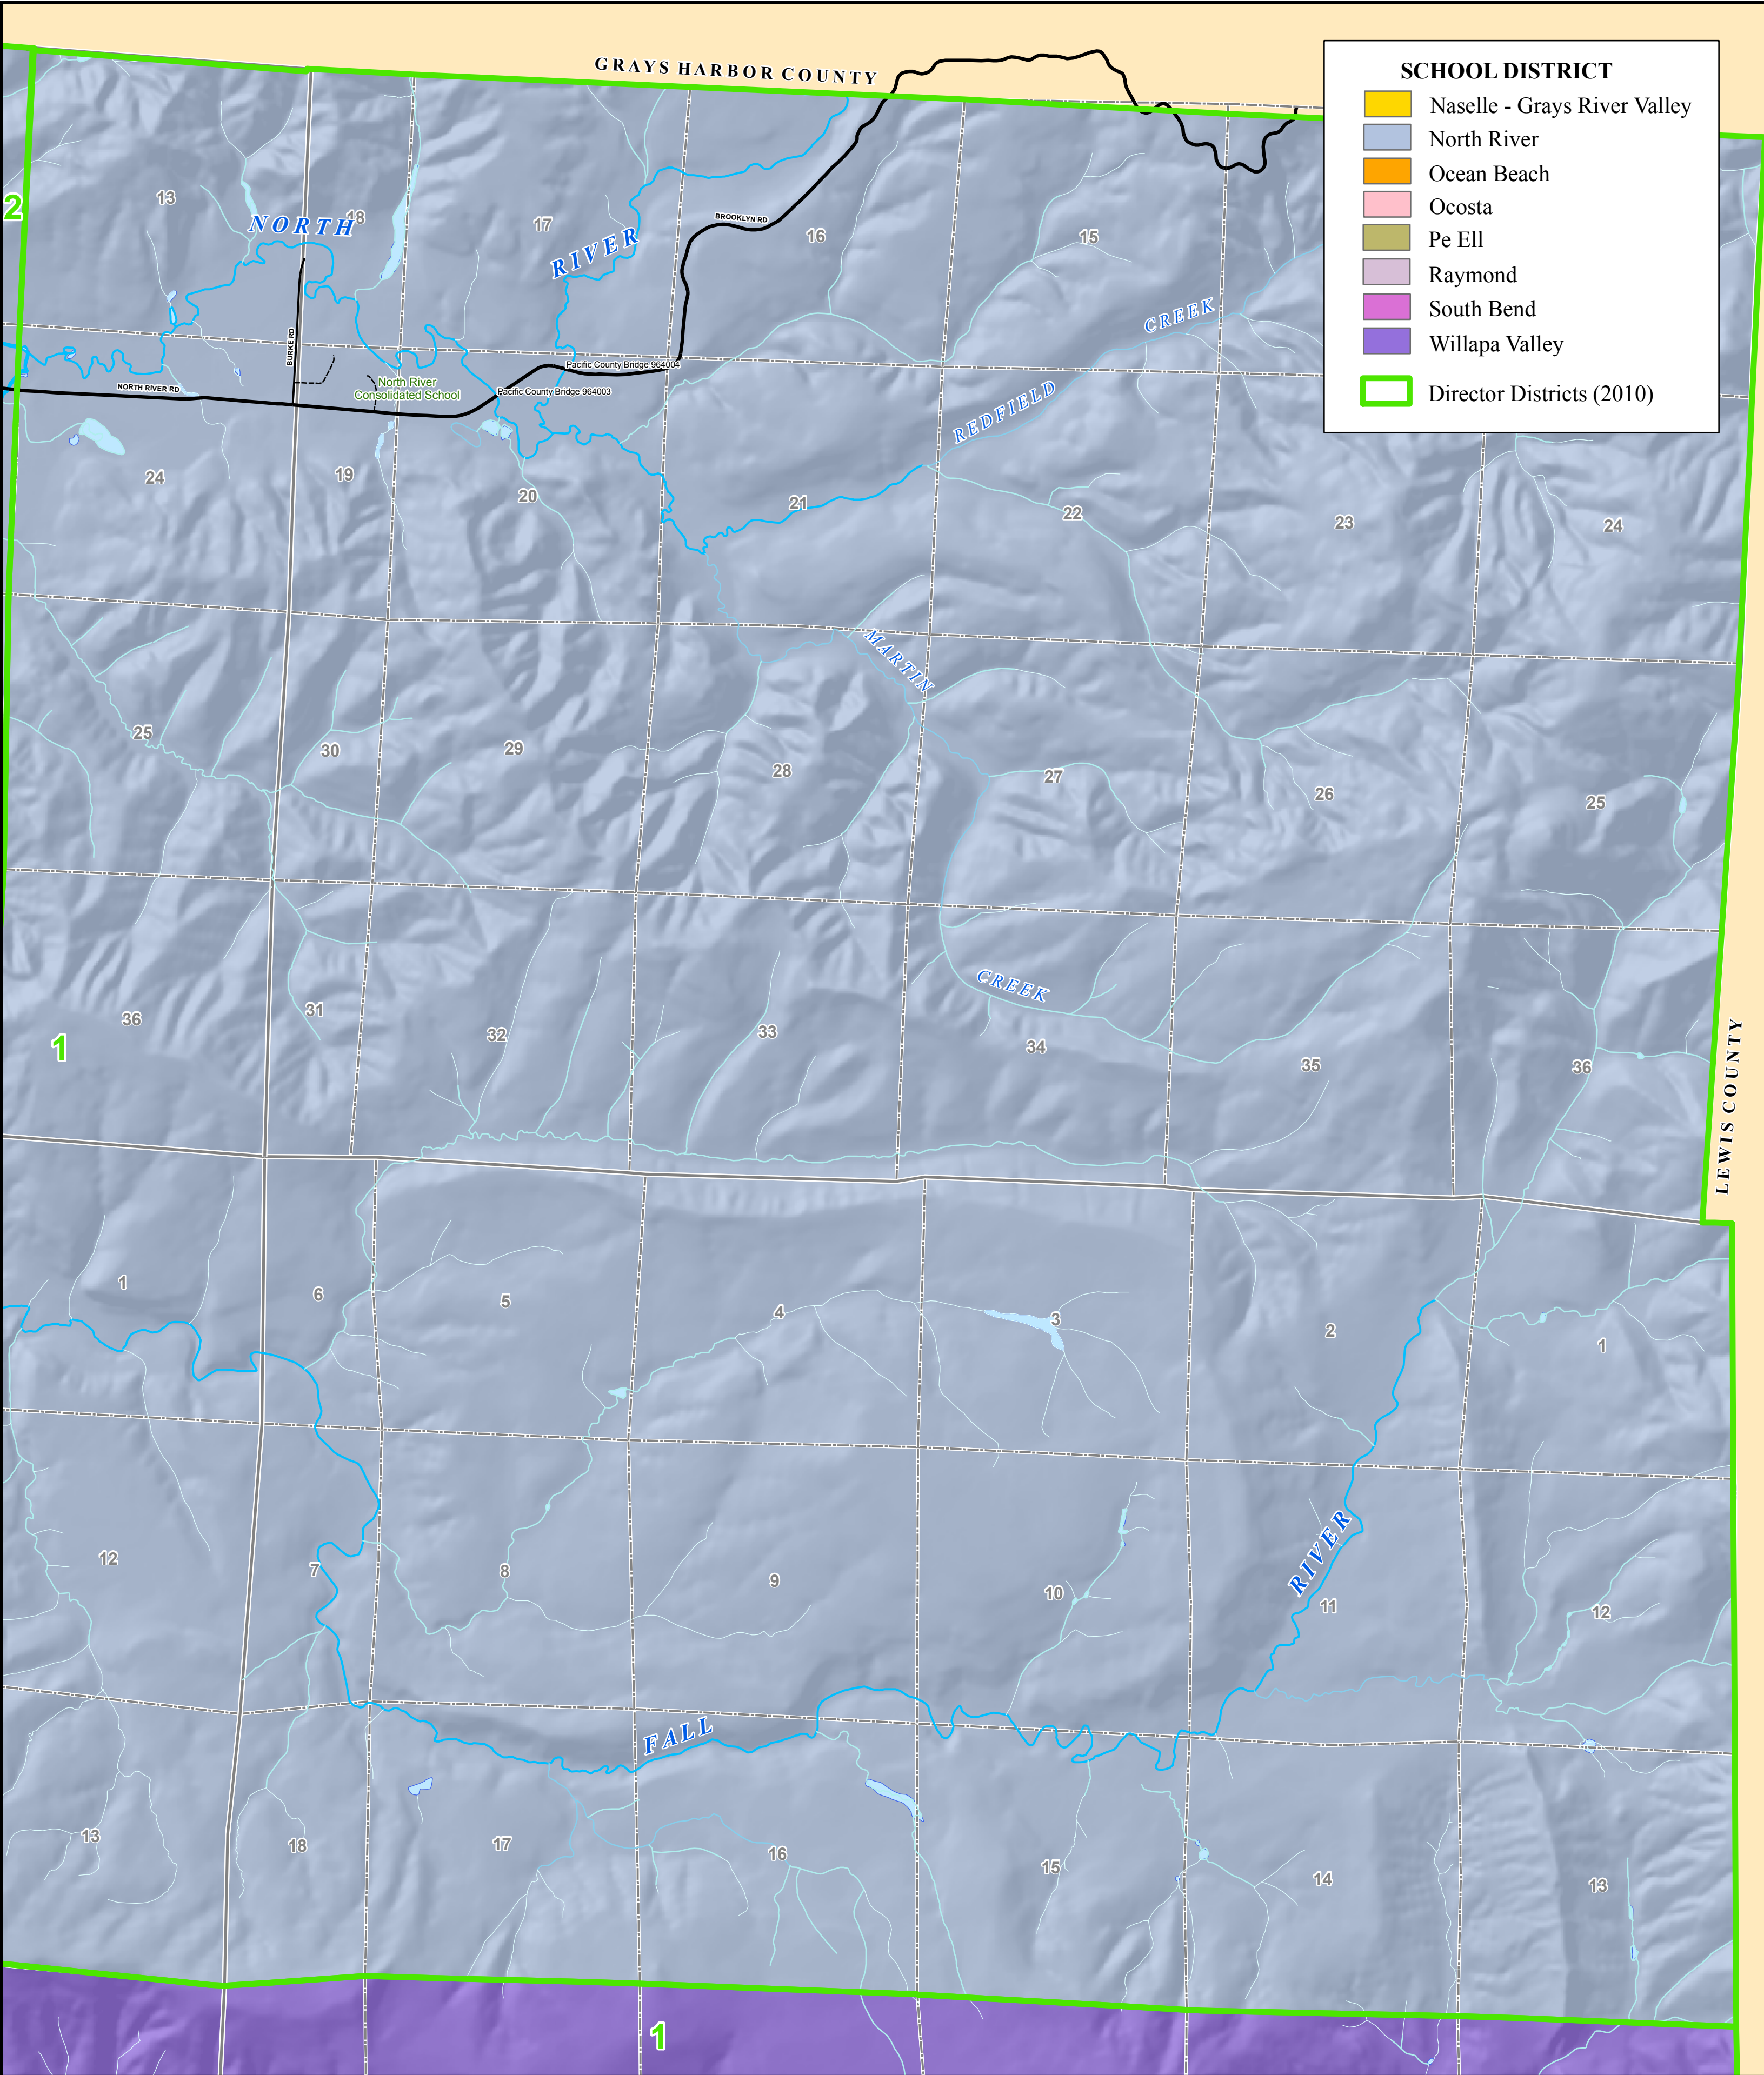 GRAYS HARBOR COUNTY
SCHOOL DISTRICT
Naselle - Grays River Valley
North River
Ocean Beach
Ocosta
Pe Ell
Raymond
South Bend
Willapa Valley
Director Districts (2010)
2
13
NORTH
18
17
RIVER
BROOKLYN RD
16
15
CREEK
REDFIELD
BURKE RD
NORTH RIVER RD
North River
Consolidated School
Pacific County Bridge 964004
Pacific County Bridge 964003
24
19
20
21
22
23
24
MARTIN
25
30
29
28
27
26
25
CREEK
36
1
31
32
33
34
35
36
LEWIS COUNTY
1
6
5
4
3
2
1
RIVER
12
7
8
9
10
11
12
FALL
13
18
17
16
15
14
13
1